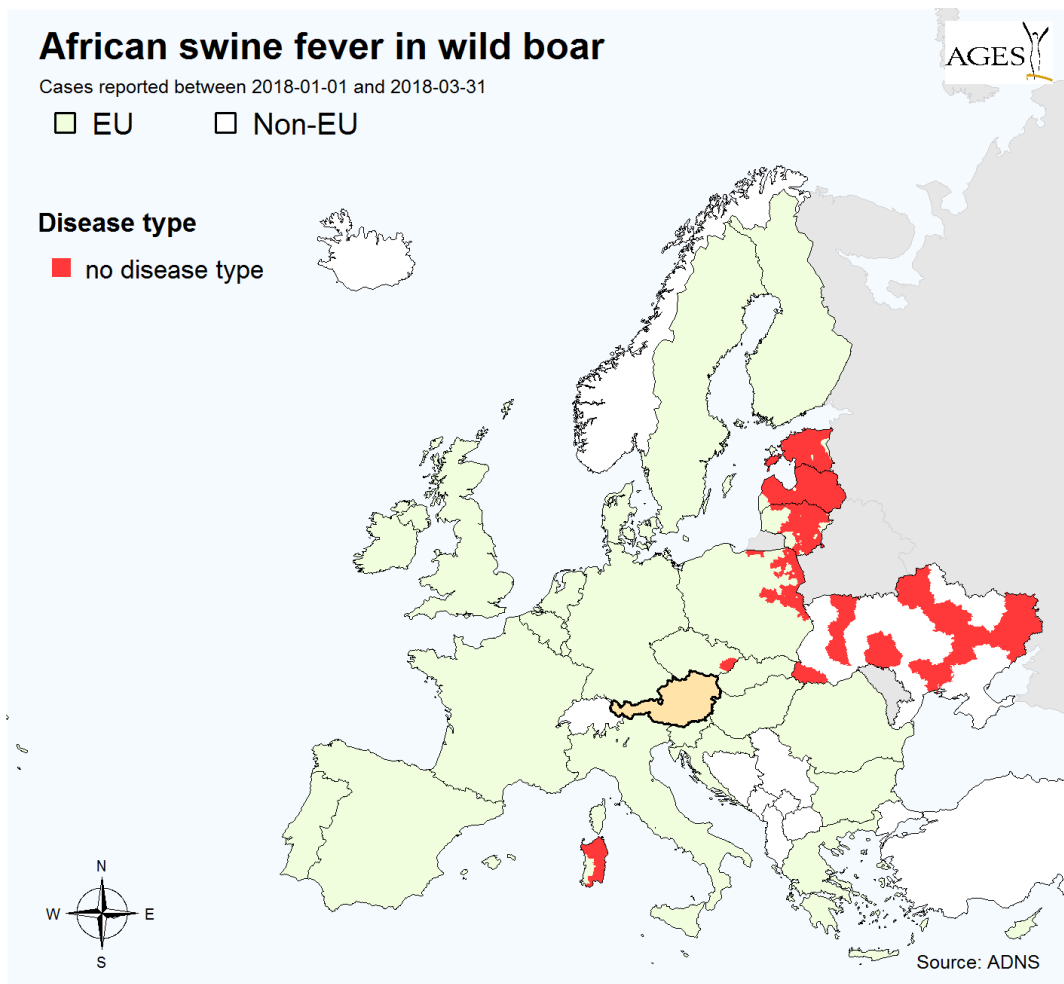 African swine fever in wild boar
AGES
Cases reported between 2018-01-01 and 2018-03-31
EU Non-EU
Disease type
no disease type
N
W E
S
Source: ADNS